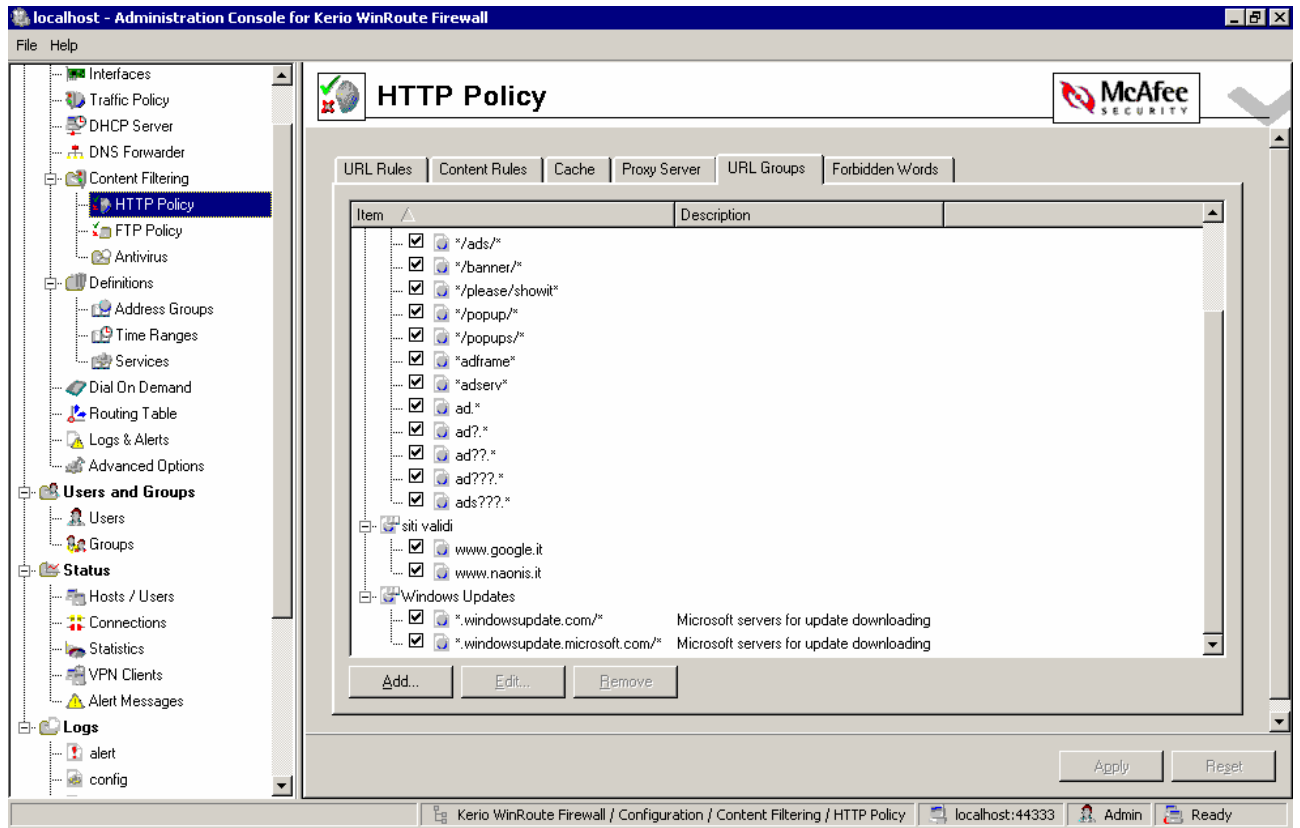 localhost - Administration Console for Kerio WinRoute Firewall
File Help
Interfaces
Traffic Policy
DHCP Server
DNS Forwarder
Content Filtering
HTTP Policy
FTP Policy
Antivirus
Definitions
Address Groups
Time Ranges
Services
Dial On Demand
Routing Table
Logs & Alerts
Advanced Options
Users and Groups
Users
Groups
Status
Hosts / Users
Connections
Statistics
VPN Clients
Alert Messages
Logs
alert
config
HTTP Policy
McAfee
SECURITY
URL Rules Content Rules Cache Proxy Server URL Groups Forbidden Words
Item Description
*/ads/*
*/banner/*
*/please/showit*
*/popup/*
*/popups/*
*adframe*
*adserv*
ad.*
ad?.*
ad??.*
ad???.*
ads???.*
siti validi
www.google.it
www.naonis.it
Windows Updates
*.windowsupdate.com/* Microsoft servers for update downloading
*.windowsupdate.microsoft.com/* Microsoft servers for update downloading
Add... Edit... Remove
Apply Reset
Kerio WinRoute Firewall / Configuration / Content Filtering / HTTP Policy localhost:44333 Admin Ready